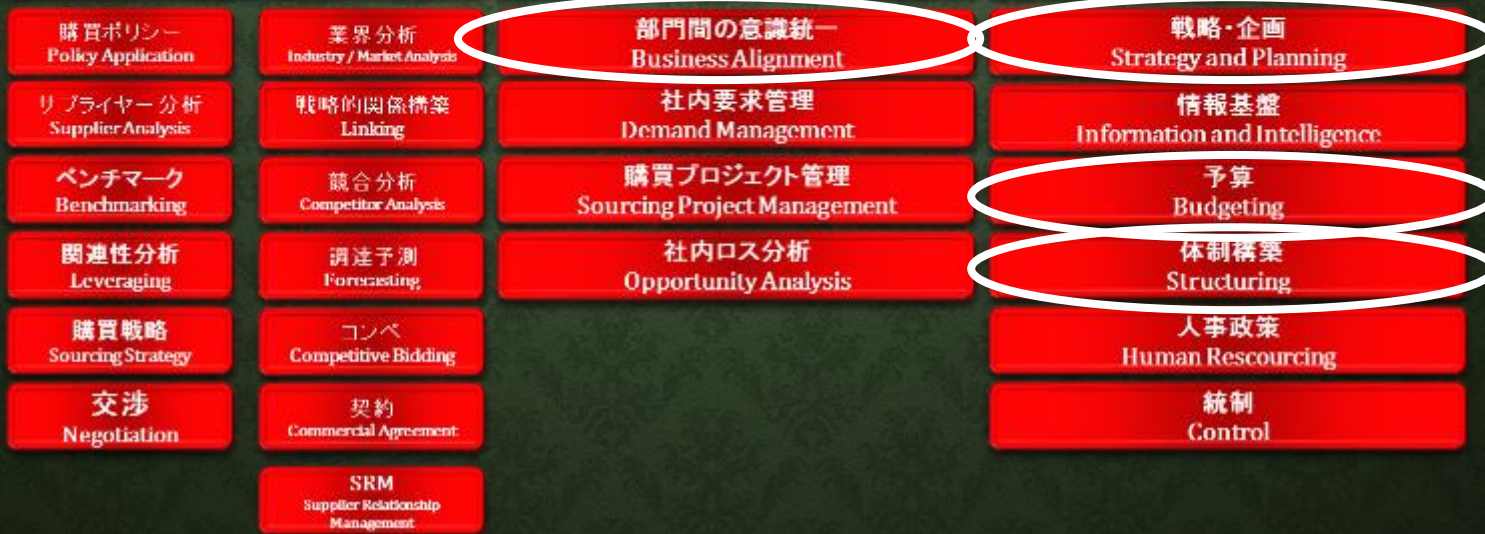 購買ポリシー
Policy Application
サプライヤー分析
Supplier Analysis
ベンチマーク
Benchmarking
関連性分析
Leveraging
購買戦略
Sourcing Strategy
交渉
Negotiation
業界分析
Industry / Market Analysis
戦略的関係構築
Linking
競合分析
Competitor Analysis
調達予測
Forecasting
コンペ
Competitive Bidding
契約
Commercial Agreement
SRM
Supplier Relationship
Management
部門間の意識統一
Business Alignment
社内要求管理
Demand Management
購買プロジェクト管理
Sourcing Project Management
社内ロス分析
Opportunity Analysis
戦略・企画
Strategy and Planning
情報基盤
Information and Intelligence
予算
Budgeting
体制構築
Structuring
人事政策
Human Rescourcing
統制
Control